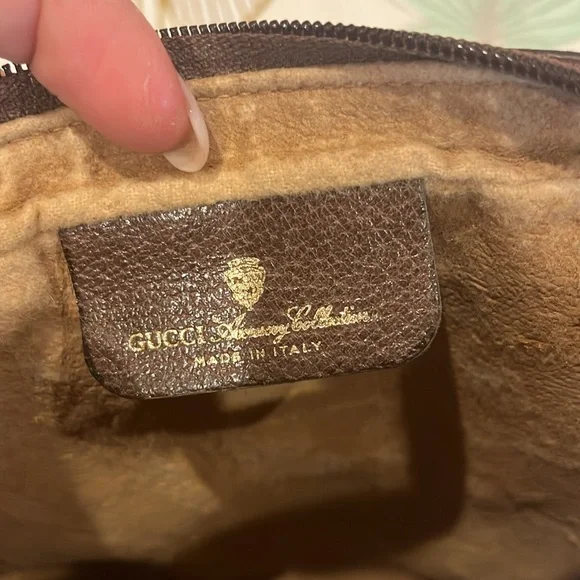 GUCCI Accessory Collection
MADE IN ITALY